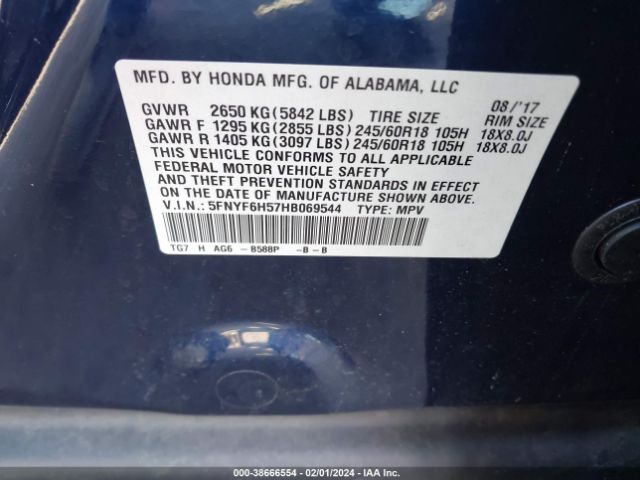 MFD. BY HONDA MFG. OF ALABAMA, LLC
08/'17
GVWR 2650 KG(5842 LBS) TIRE SIZE RIM SIZE
GAWR F 1295 KG(2855 LBS)245/60R18 105H 18X8.0J
GAWR R 1405 KG(3097 LBS)245/60R18 105H 18X8.0J
THIS VEHICLE CONFORMS TO ALL APPLICABLE
FEDERAL MOTOR VEHICLE SAFETY
AND THEFT PREVENTION STANDARDS IN EFFECT
ON THE DATE OF MANUFACTURE SHOWN ABOVE.
V.I.N.: 5FNYF6H57HB069544 TYPE: MPV
TG7 H AG6 - B588P -B-B
000-38666554 - 02/01/2024 - IAA Inc.